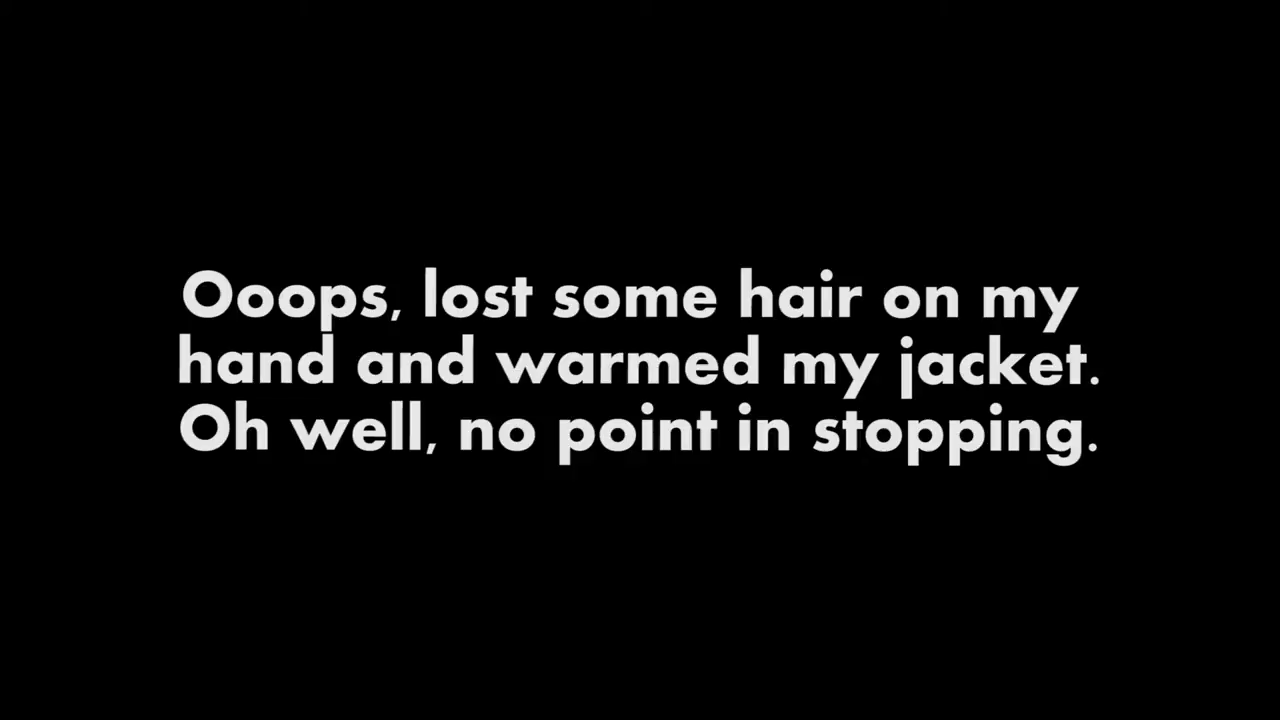 Ooops, lost some hair on my
hand and warmed my jacket.
Oh well, no point in stopping.